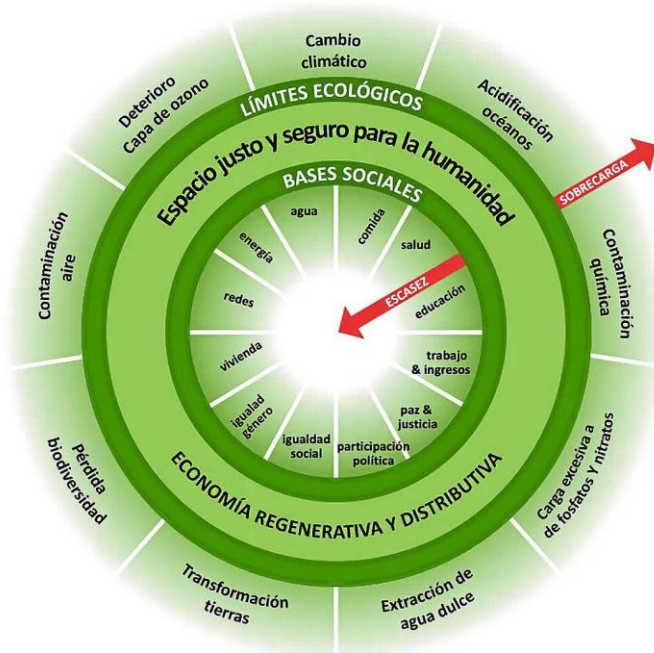 Cambio
climático
Acidificación
océanos
Contaminación
química
Carga excesiva a
de fosfatos Y nitratos
Extracción de
agua dulce
Transformación
tierras
Pérdida
biodiversidad
Contaminación
aire
Deterioro
Capa de ozono
LÍMITES ECOLÓGICOS
SOBRECARGA
Espacio justo y seguro para la humanidad
BASES SOCIALES
agua
comida
salud
ESCASEZ
educación
trabajo
& ingresos
paz &
justicia
participación
política
igualdad
social
igualdad
género
vivienda
redes
energía
ECONOMÍA REGENERATIVA Y DISTRIBUTIVA